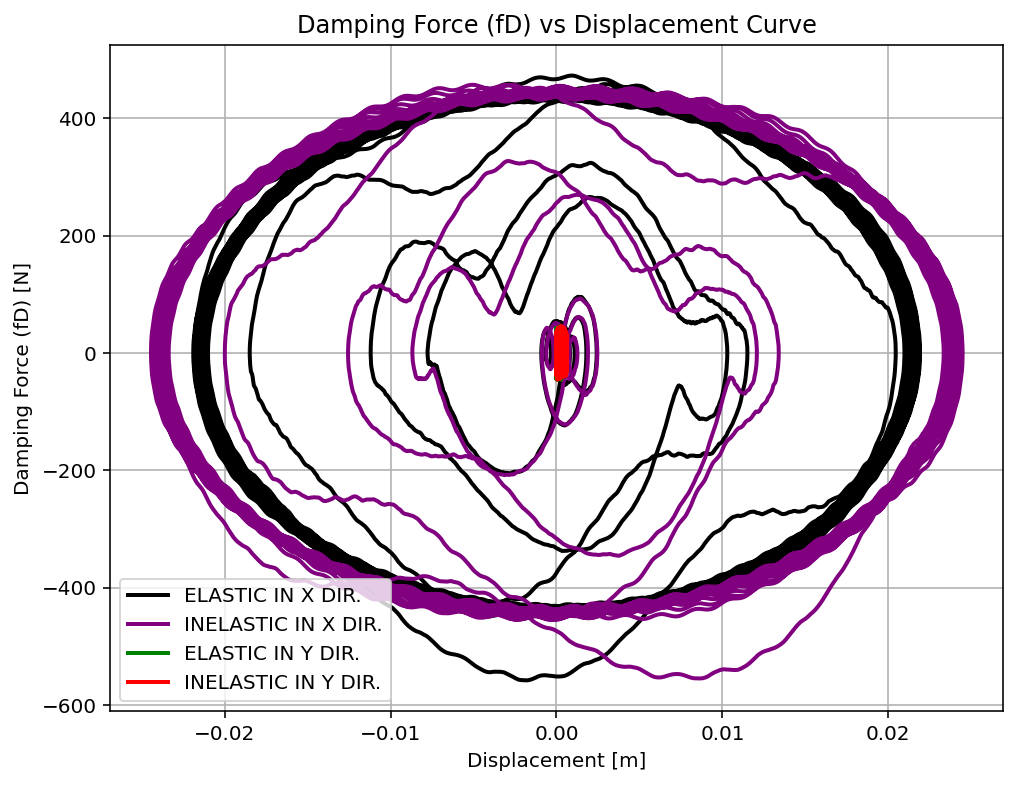 Damping Force (fD) vs Displacement Curve
Damping Force (fD) [N]
400
200
0
−200
−400
−600
ELASTIC IN X DIR.
INELASTIC IN X DIR.
ELASTIC IN Y DIR.
INELASTIC IN Y DIR.
−0.02 −0.01 0.00 0.01 0.02
Displacement [m]